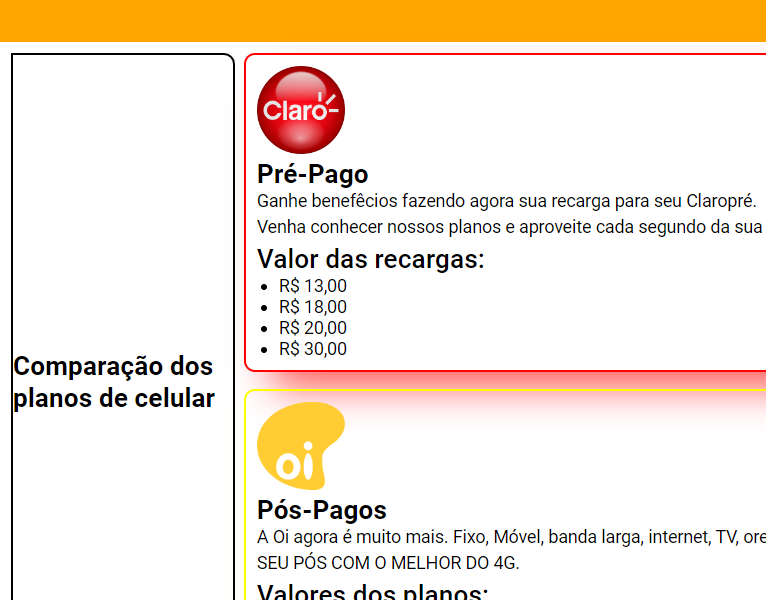 Comparação dos
planos de celular
Claro
Pré-Pago
Ganhe benefêcios fazendo agora sua recarga para seu Claropré.
Venha conhecer nossos planos e aproveite cada segundo da sua
Valor das recargas:
R$ 13,00
R$ 18,00
R$ 20,00
R$ 30,00
oi
Pós-Pagos
A Oi agora é muito mais. Fixo, Móvel, banda larga, internet, TV, ore
SEU PÓS COM O MELHOR DO 4G.
Valores dos planos: